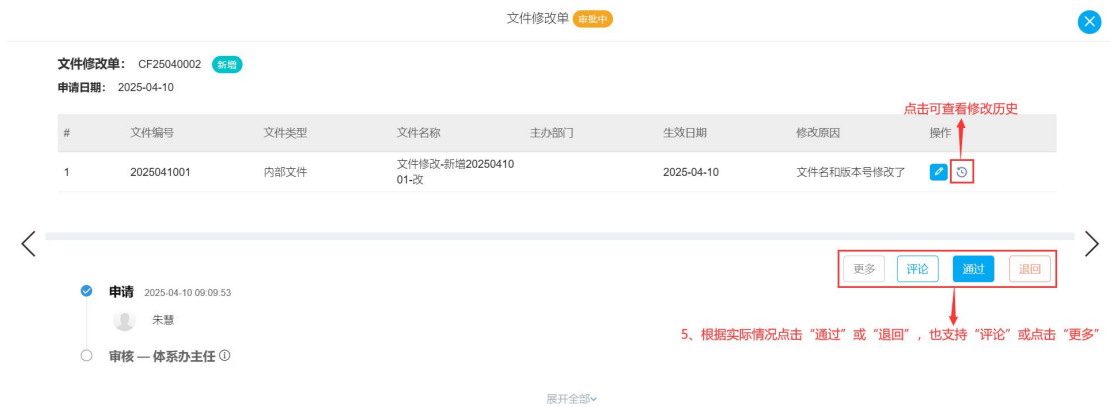 文件修改单 审批中
文件修改单： CF25040002 新增
申请日期： 2025-04-10
点击可查看修改历史
# 文件编号 文件类型 文件名称 主办部门 生效日期 修改原因 操作
1 2025041001 内部文件 文件修改-新增20250410 2025-04-10 文件名和版本号修改了
01-改
更多 评论 通过 退回
申请 2025-04-10 09:09:53
朱慧
5、根据实际情况点击“通过”或“退回”，也支持“评论”或点击“更多”
审核 — 体系办主任
展开全部